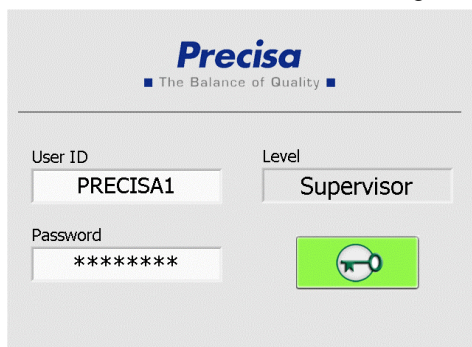 Precisa
The Balance of Quality
User ID
Level
PRECISA1
Supervisor
Password
********